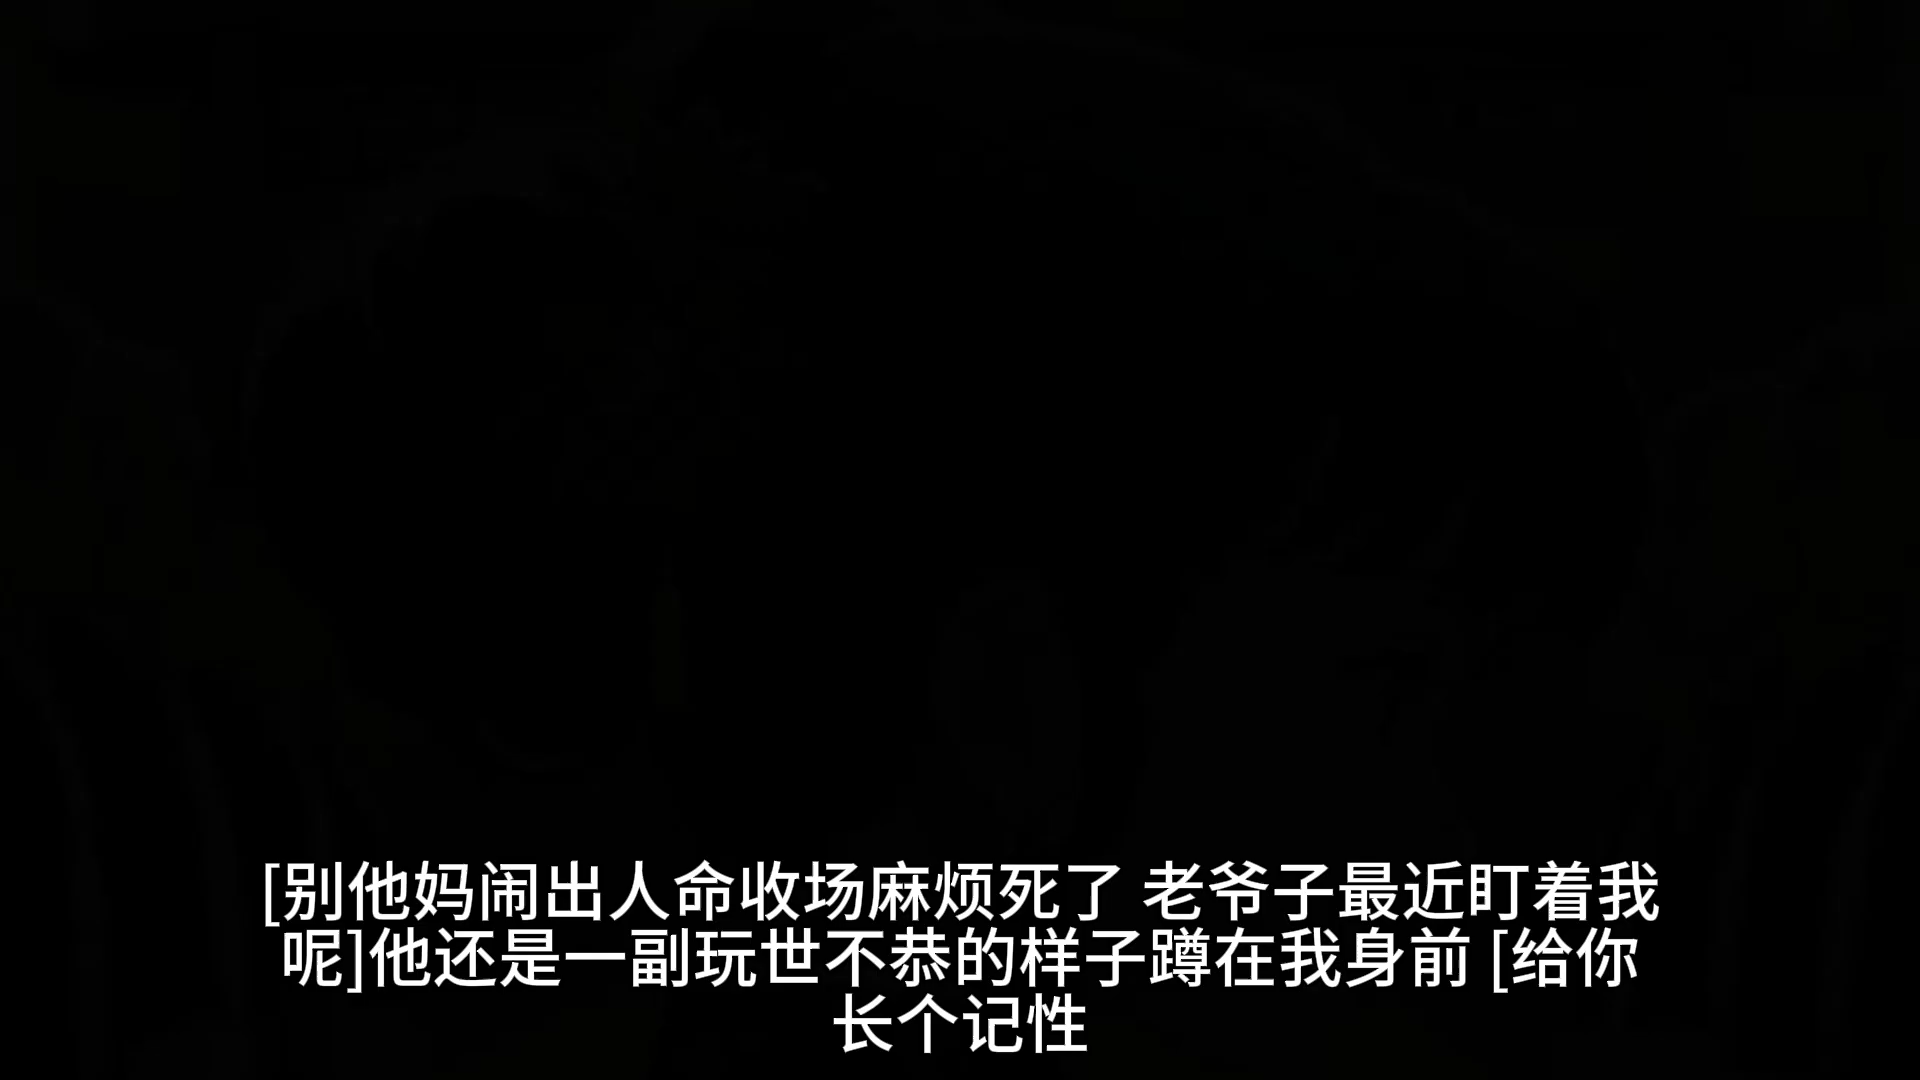 [别他妈闹出人命收场麻烦死了 老爷子最近盯着我
呢]他还是一副玩世不恭的样子蹲在我身前 [给你
长个记性